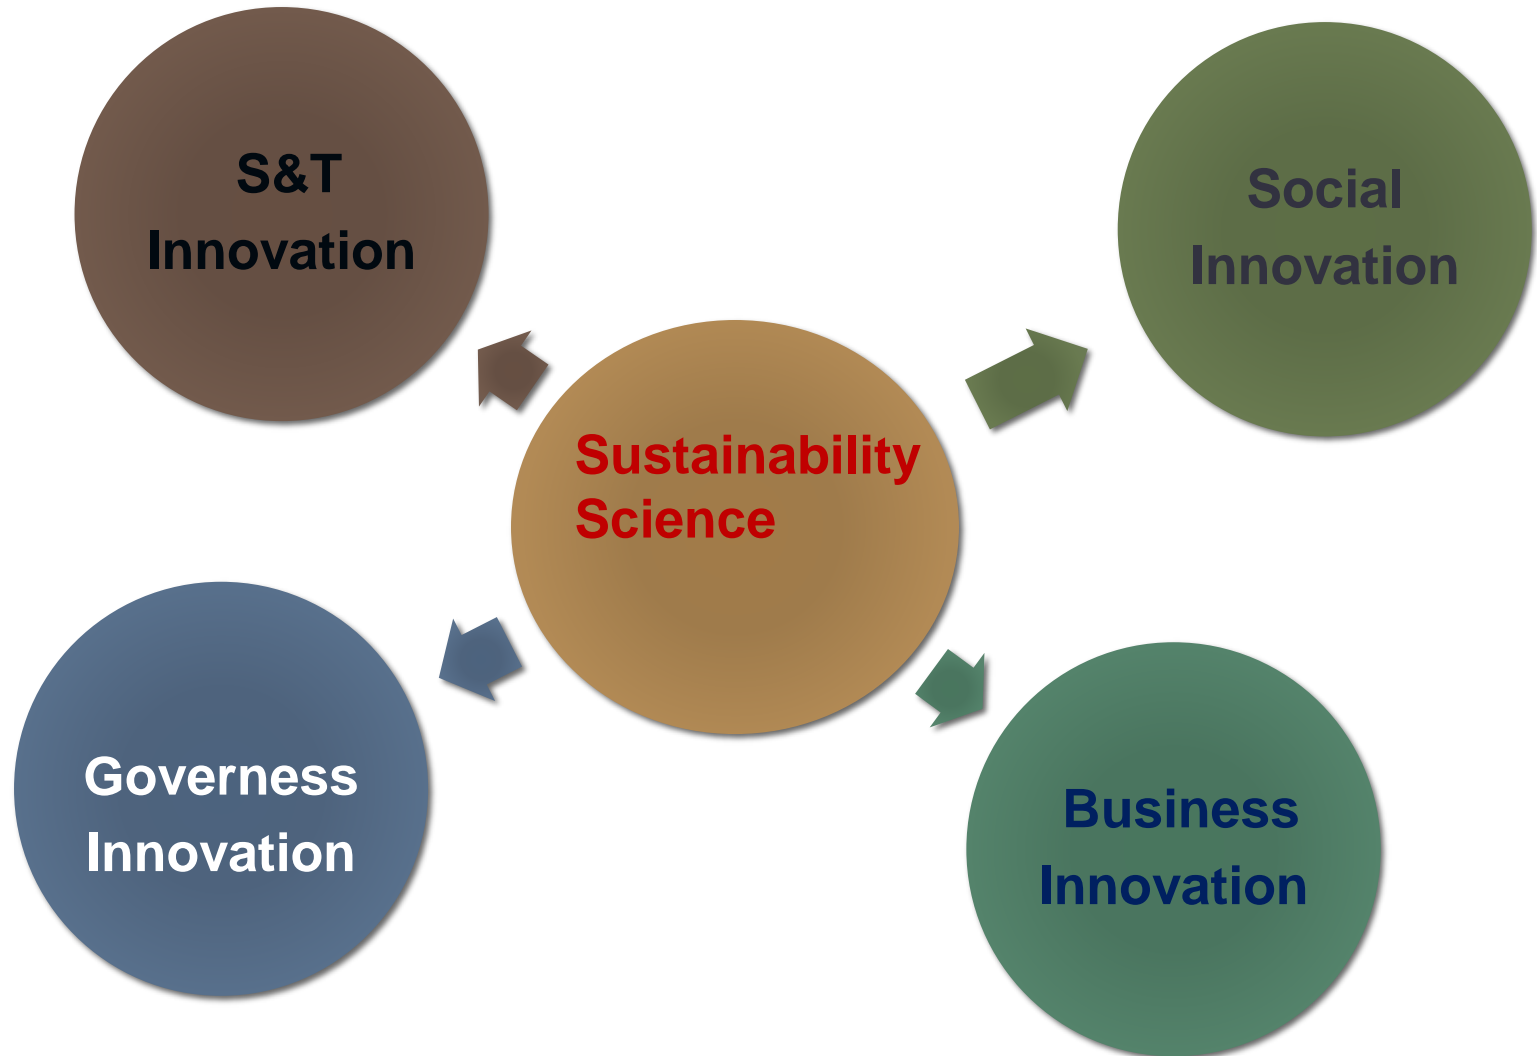 S&T
Innovation
Social
Innovation
Sustainability
Science
Governess
Innovation
Business
Innovation